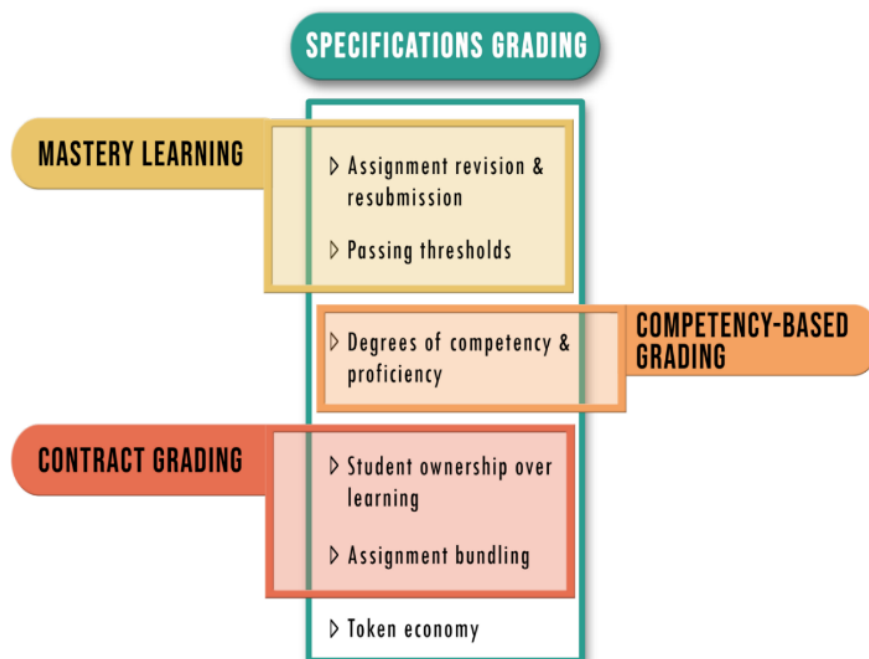 SPECIFICATIONS GRADING
MASTERY LEARNING
▷ Assignment revision &
resubmission
▷ Passing thresholds
▷ Degrees of competency &
proficiency
COMPETENCY-BASED
GRADING
CONTRACT GRADING
▷ Student ownership over
learning
▷ Assignment bundling
▷ Token economy